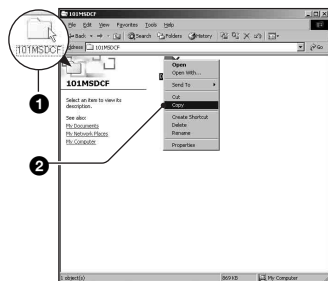 101MSDCF
File Edit View Favorites Tools Help
Back Search Folders History
Address 101MSDCF Go
101MSDCF
101MSDCF
Select an item to view its
description.
See also:
My Documents
My Network Places
My Computer
Open
Open With...
Send To
Cut
Copy
Create Shortcut
Delete
Rename
Properties
1
2
1 object(s) 869 KB My Computer